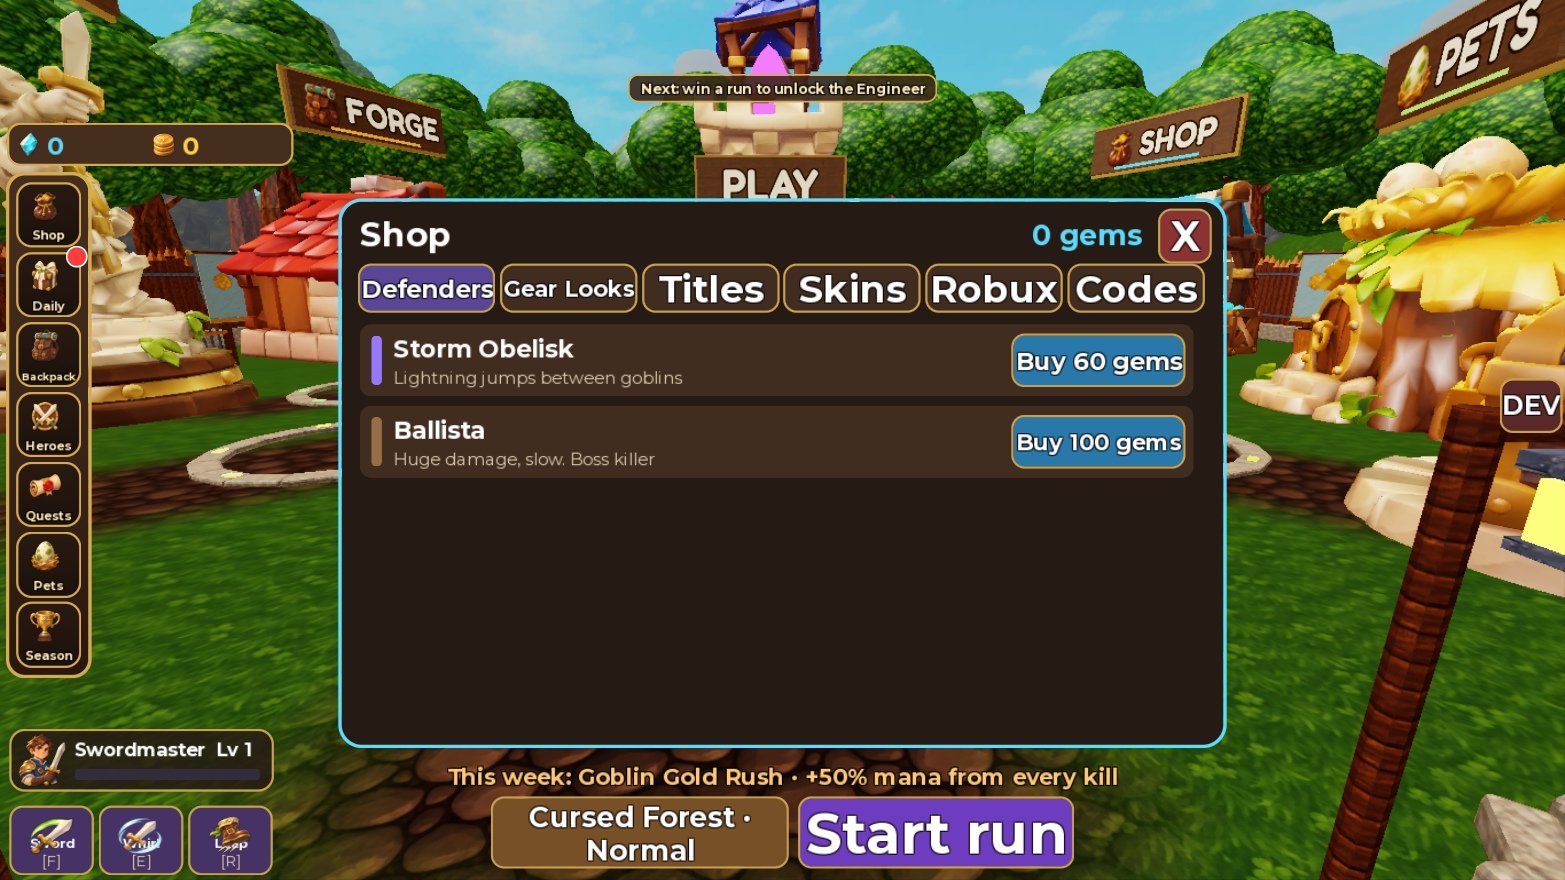 PETS
FORGE
Next: win a run to unlock the Engineer
SHOP
0
0
PLAY
Shop
Daily
Backpack
Heroes
Quests
Pets
Season
Shop
0 gems
X
Defenders
Gear Looks
Titles
Skins
Robux
Codes
Storm Obelisk
Lightning jumps between goblins
Buy 60 gems
Ballista
Huge damage, slow. Boss killer
Buy 100 gems
DEV
Swordmaster Lv 1
This week: Goblin Gold Rush · +50% mana from every kill
Cursed Forest ·
Normal
Start run
Sword
[F]
Whirl
[E]
Leap
[R]